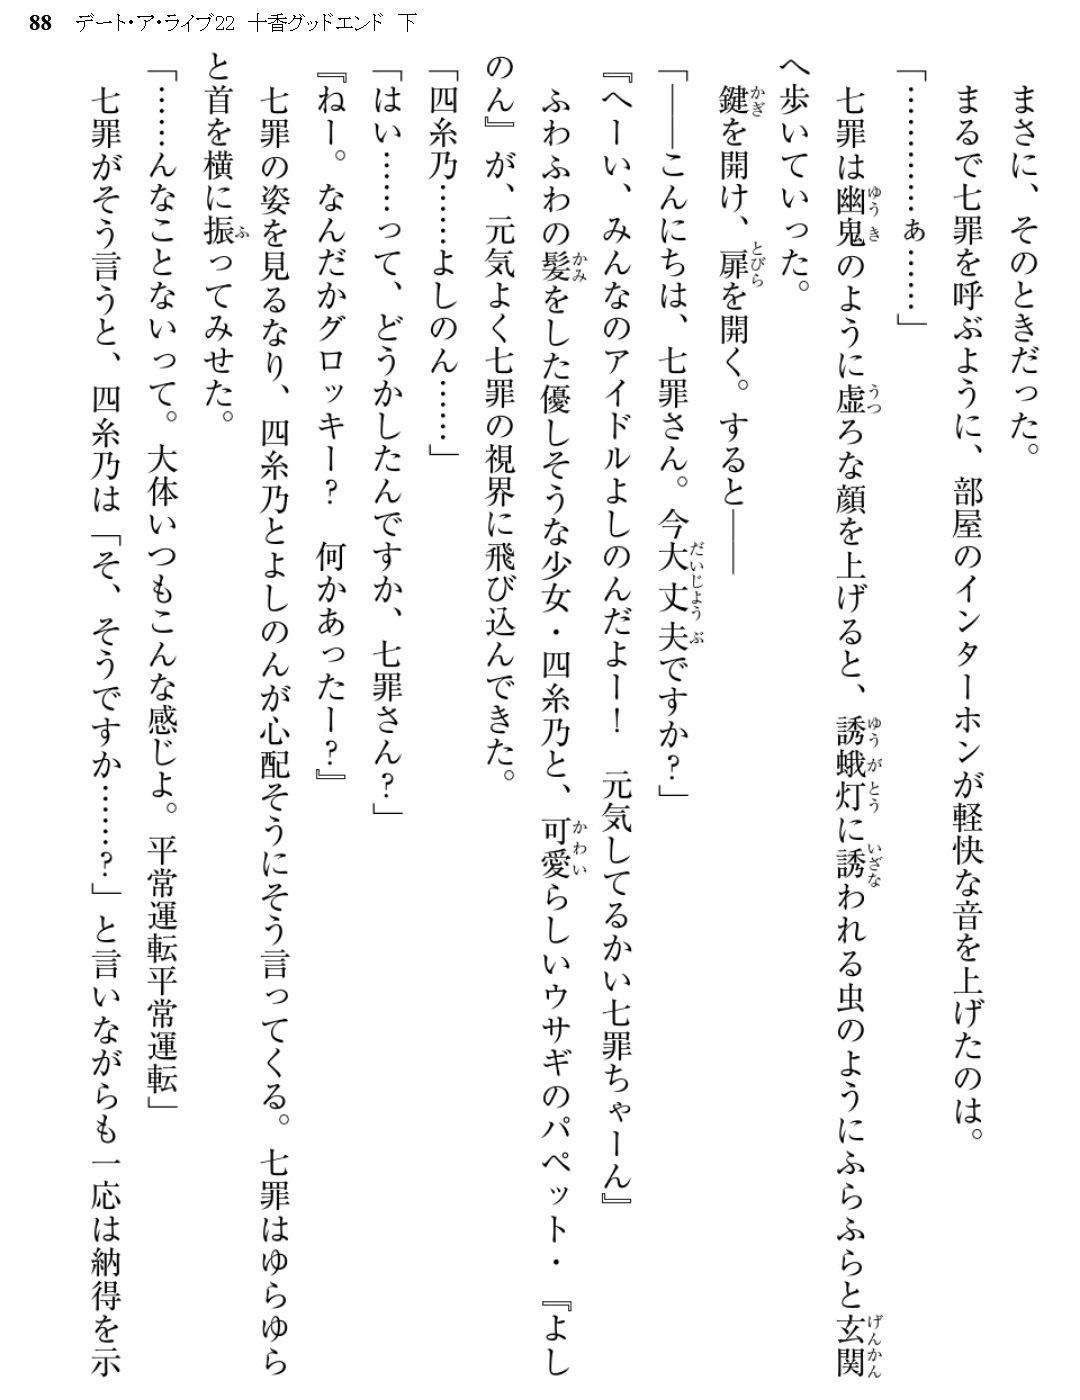 88 デート・ア・ライブ22 十香グッドエンド 下
まさに、そのときだった。
まるで七罪を呼ぶように、部屋のインターホンが軽快な音を上げたのは。
「…………ぁ……」
七罪は幽鬼のように虚ろな顔を上げると、誘蛾灯に誘われる虫のようにふらふらと玄関
へ歩いていった。
鍵を開け、扉を開く。すると――
「――こんにちは、七罪さん。今大丈夫ですか？」
『へーい、みんなのアイドルよしのんだよー！　元気してるかい七罪ちゃーん』
ふわふわの髪をした優しそうな少女・四糸乃と、可愛らしいウサギのパペット・『よし
のん』が、元気よく七罪の視界に飛び込んできた。
「四糸乃……よしのん……」
「はい……って、どうかしたんですか、七罪さん？」
『ねー。なんだかグロッキー？　何かあったー？』
七罪の姿を見るなり、四糸乃とよしのんが心配そうにそう言ってくる。七罪はゆらゆら
と首を横に振ってみせた。
「……んなことないって。大体いつもこんな感じよ。平常運転平常運転」
七罪がそう言うと、四糸乃は「そ、そうですか……？」と言いながらも一応は納得を示